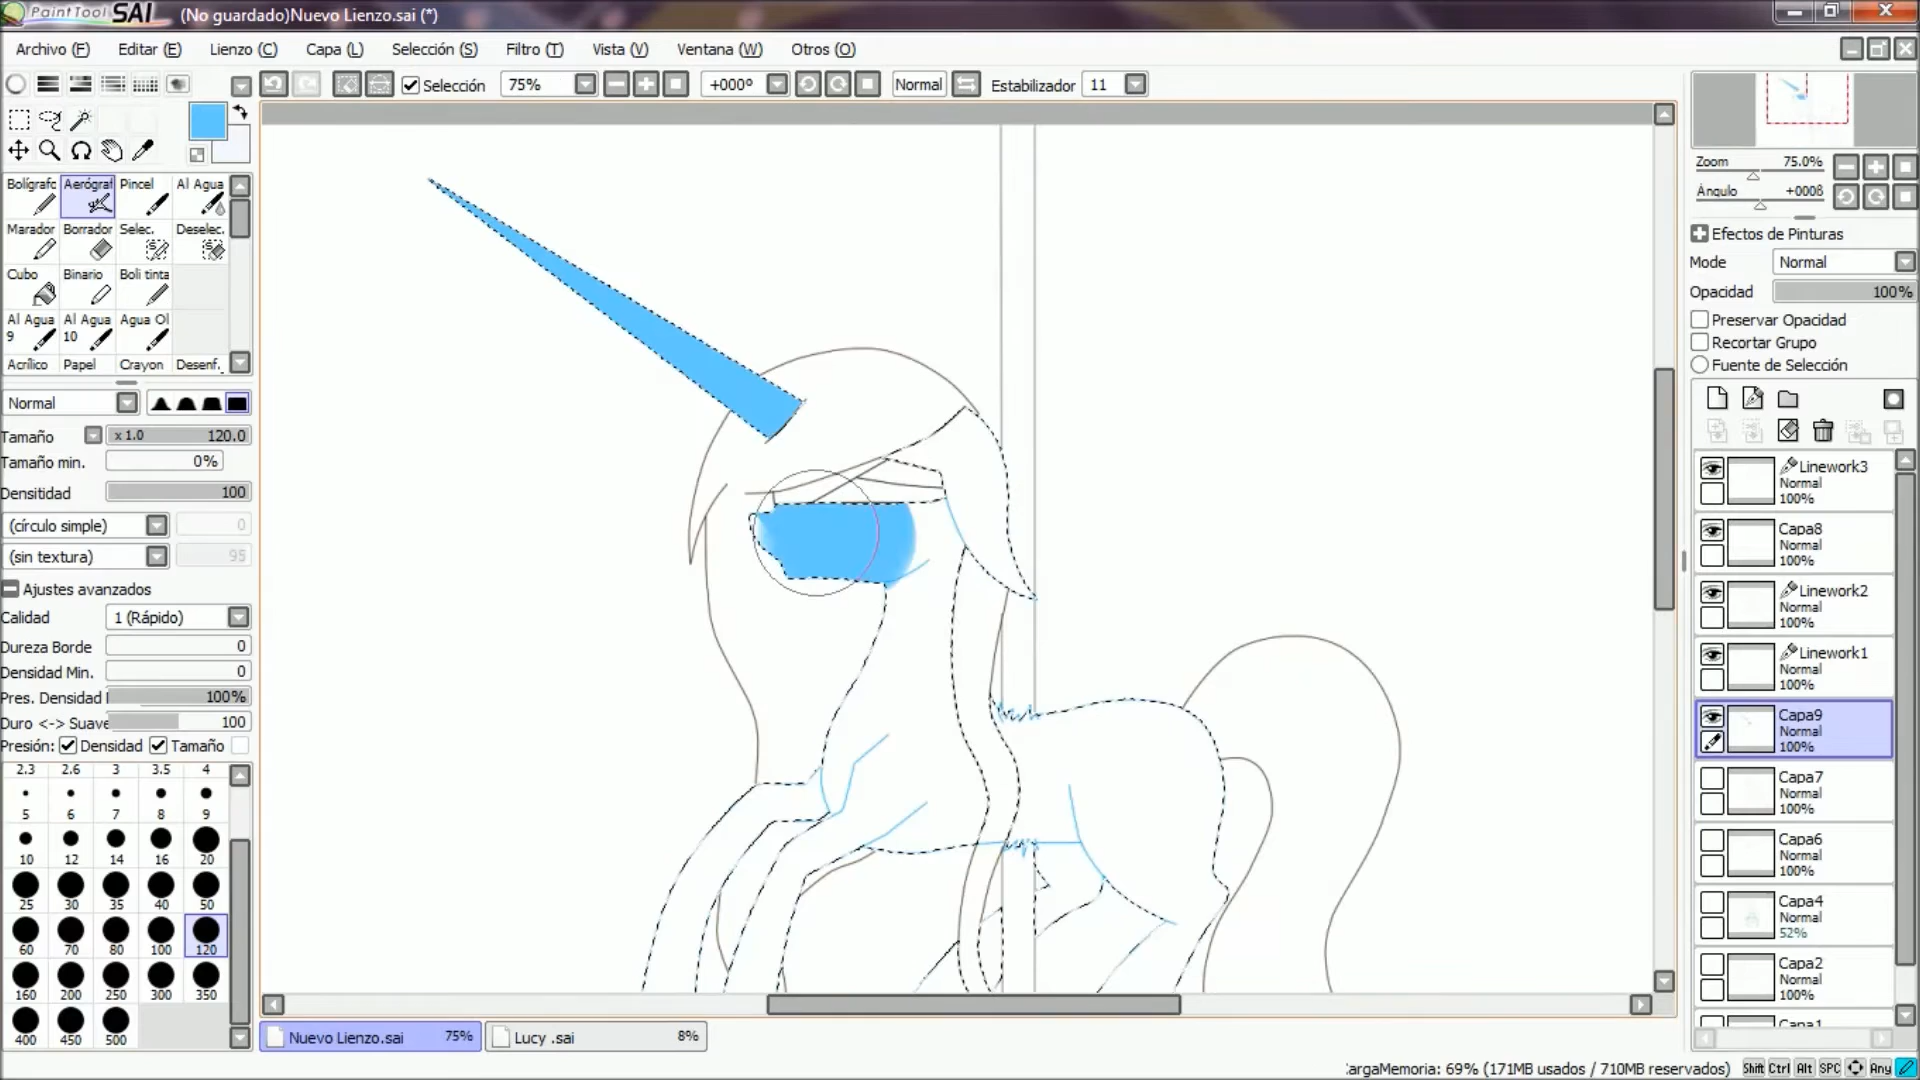 PaintTool SAI (No guardado)Nuevo Lienzo.sai (*)
Archivo (F) Editar (E) Lienzo (C) Capa (L) Selección (S) Filtro (T) Vista (V) Ventana (W) Otros (O)
Selección 75% +000º Normal Estabilizador 11
Bolígrafc Aerógraf Pincel Al Agua
Marador Borrador Selec. Deselec.
Cubo Binario Boli tinta
Al Agua 9 Al Agua 10 Agua Ol
Acrílico Papel Crayon Desenf.
Normal
Tamaño x 1.0 120.0
Tamaño min. 0%
Densitidad 100
(círculo simple) 0
(sin textura) 95
Ajustes avanzados
Calidad 1 (Rápido)
Dureza Borde 0
Densidad Min. 0
Pres. Densidad 100%
Duro <-> Suave 100
Presión: Densidad Tamaño
2.3 2.6 3 3.5 4
5 6 7 8 9
10 12 14 16 20
25 30 35 40 50
60 70 80 100 120
160 200 250 300 350
400 450 500
Nuevo Lienzo.sai 75% Lucy .sai 8%
Zoom 75.0%
Ángulo +000ß
Efectos de Pinturas
Mode Normal
Opacidad 100%
Preservar Opacidad
Recortar Grupo
Fuente de Selección
Linework3
Normal
100%
Capa8
Normal
100%
Linework2
Normal
100%
Linework1
Normal
100%
Capa9
Normal
100%
Capa7
Normal
100%
Capa6
Normal
100%
Capa4
Normal
52%
Capa2
Normal
100%
Capa1
argaMemoria: 69% (171MB usados / 710MB reservados) Shift Ctrl Alt SPC Any